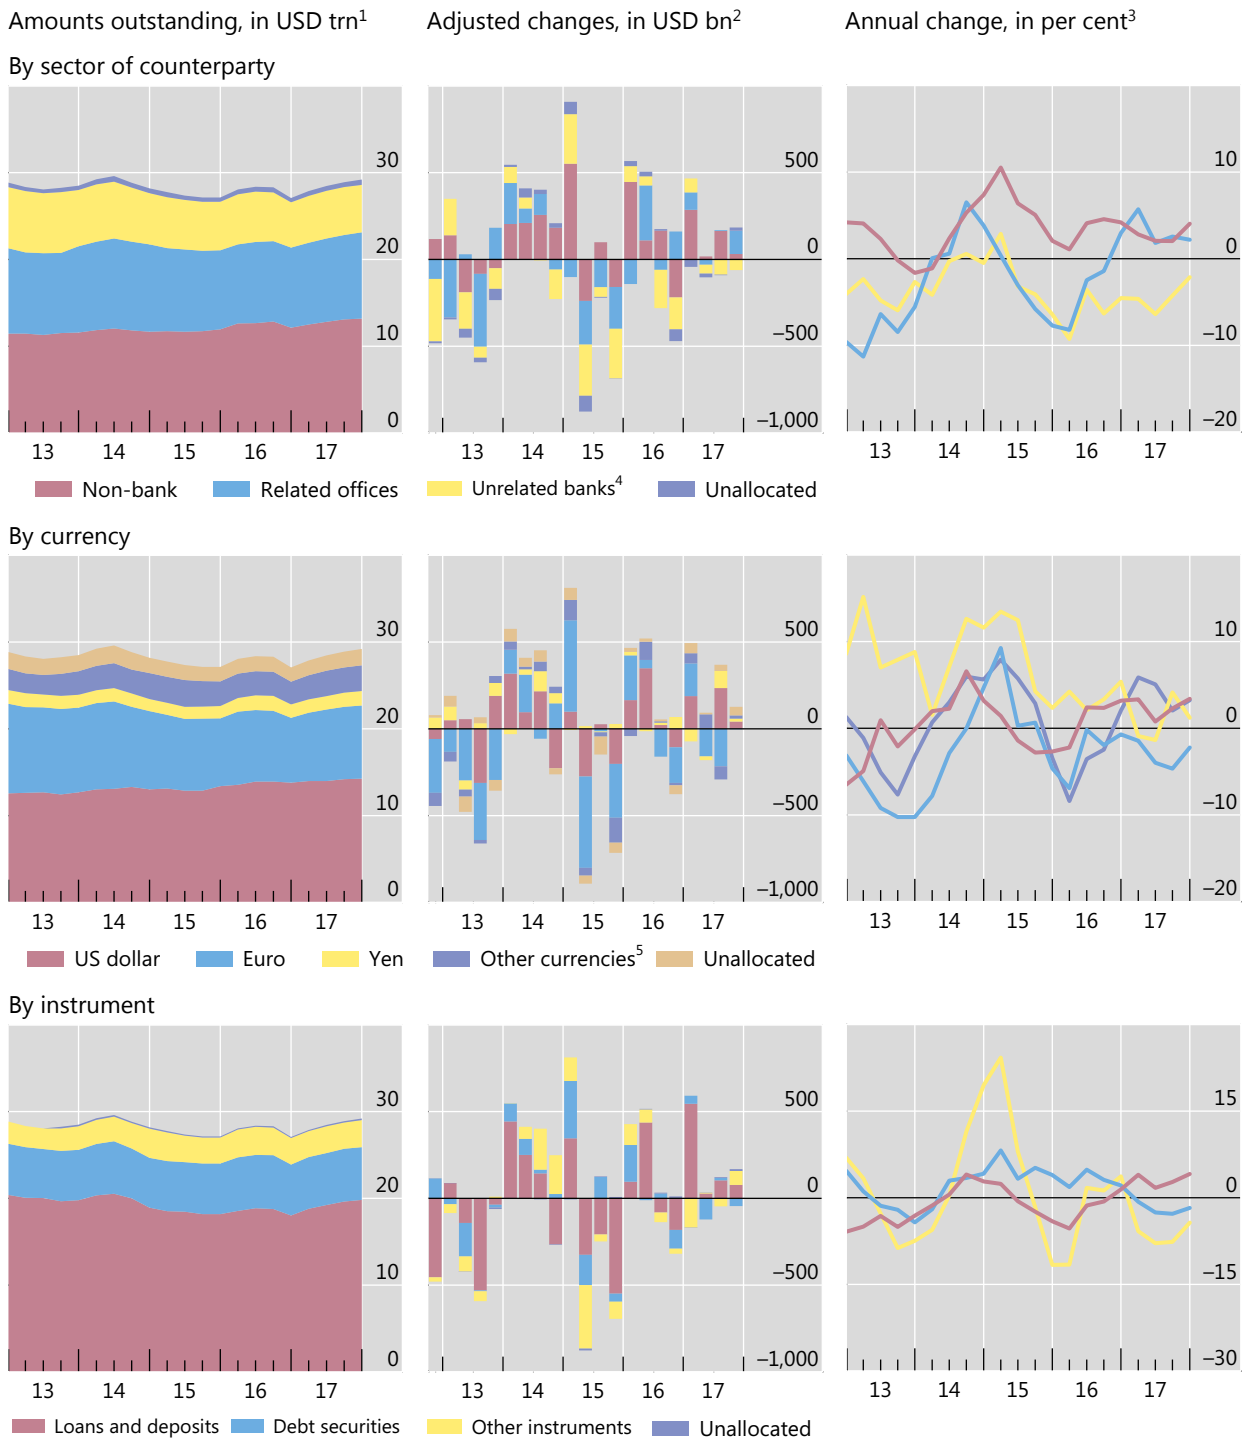 Amounts outstanding, in USD trn1 Adjusted changes, in USD bn2 Annual change, in per cent3
By sector of counterparty
30 500 10
20 0 0
10 –500 –10
0 –1,000 –20
13 14 15 16 17 13 14 15 16 17 13 14 15 16 17
Non-bank Related offices Unrelated banks4 Unallocated
By currency
30 500 10
20 0 0
10 –500 –10
0 –1,000 –20
13 14 15 16 17 13 14 15 16 17 13 14 15 16 17
US dollar Euro Yen Other currencies5 Unallocated
By instrument
30 500 15
20 0 0
10 –500 –15
0 –1,000 –30
13 14 15 16 17 13 14 15 16 17 13 14 15 16 17
Loans and deposits Debt securities Other instruments Unallocated